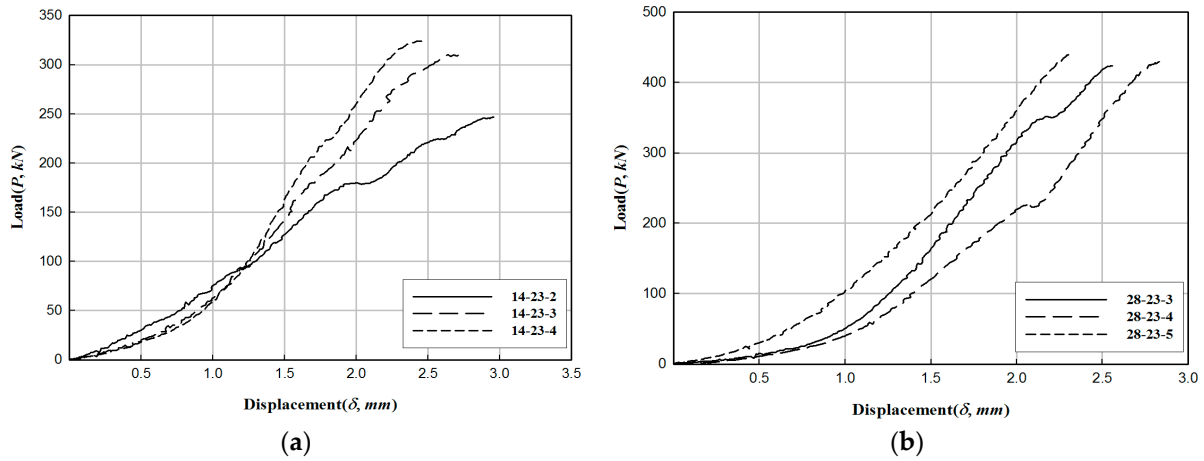 350
300
250
200
150
100
50
0
Load(P, kN)
0.5 1.0 1.5 2.0 2.5 3.0 3.5
Displacement(δ, mm)
14-23-2
14-23-3
14-23-4
(a)
500
400
300
200
100
0
Load(P, kN)
0.5 1.0 1.5 2.0 2.5 3.0
Displacement(δ, mm)
28-23-3
28-23-4
28-23-5
(b)